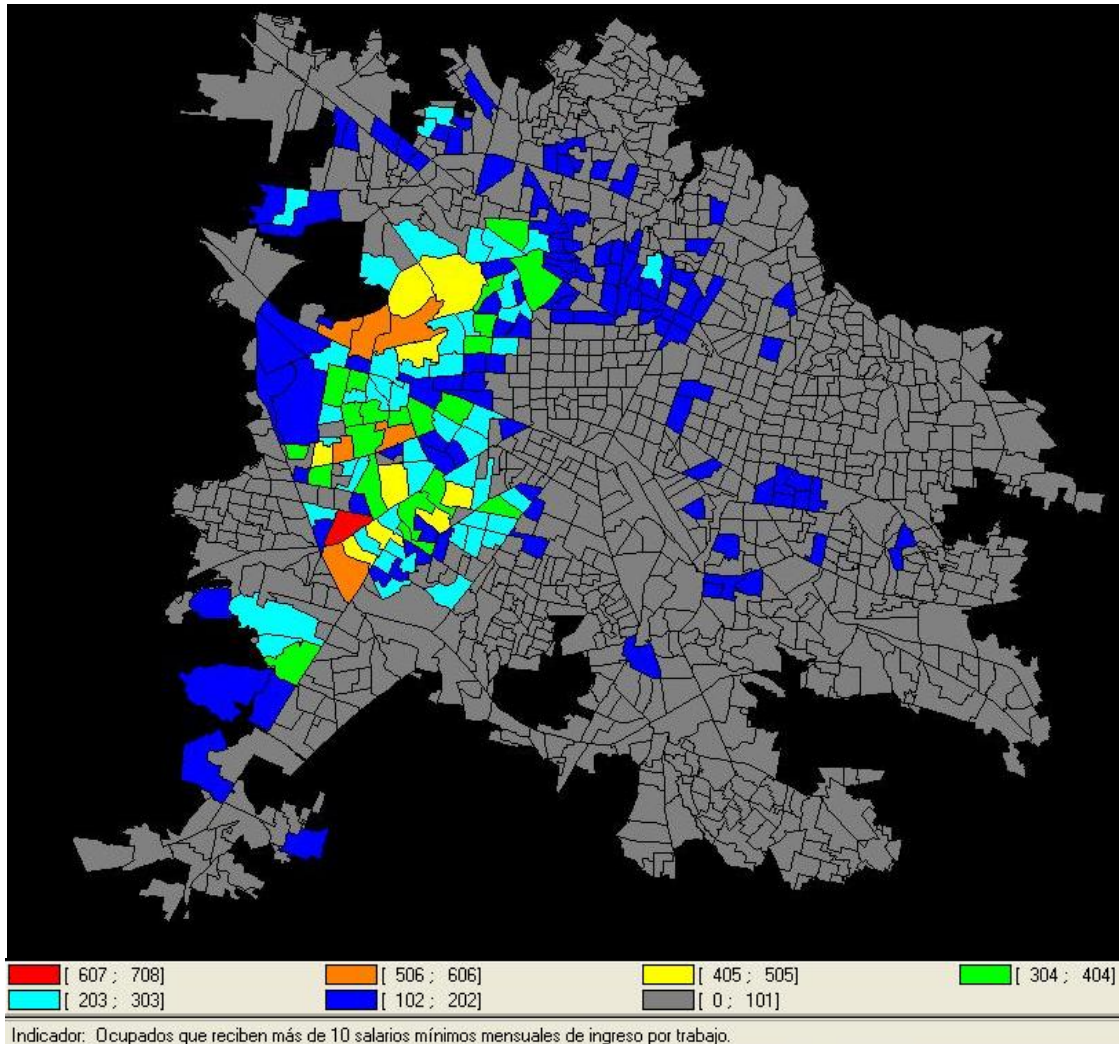 [ 607 ; 708] [ 506 ; 606] [ 405 ; 505] [ 304 ; 404]
[ 203 ; 303] [ 102 ; 202] [ 0 ; 101]
Indicador: Ocupados que reciben más de 10 salarios mínimos mensuales de ingreso por trabajo.